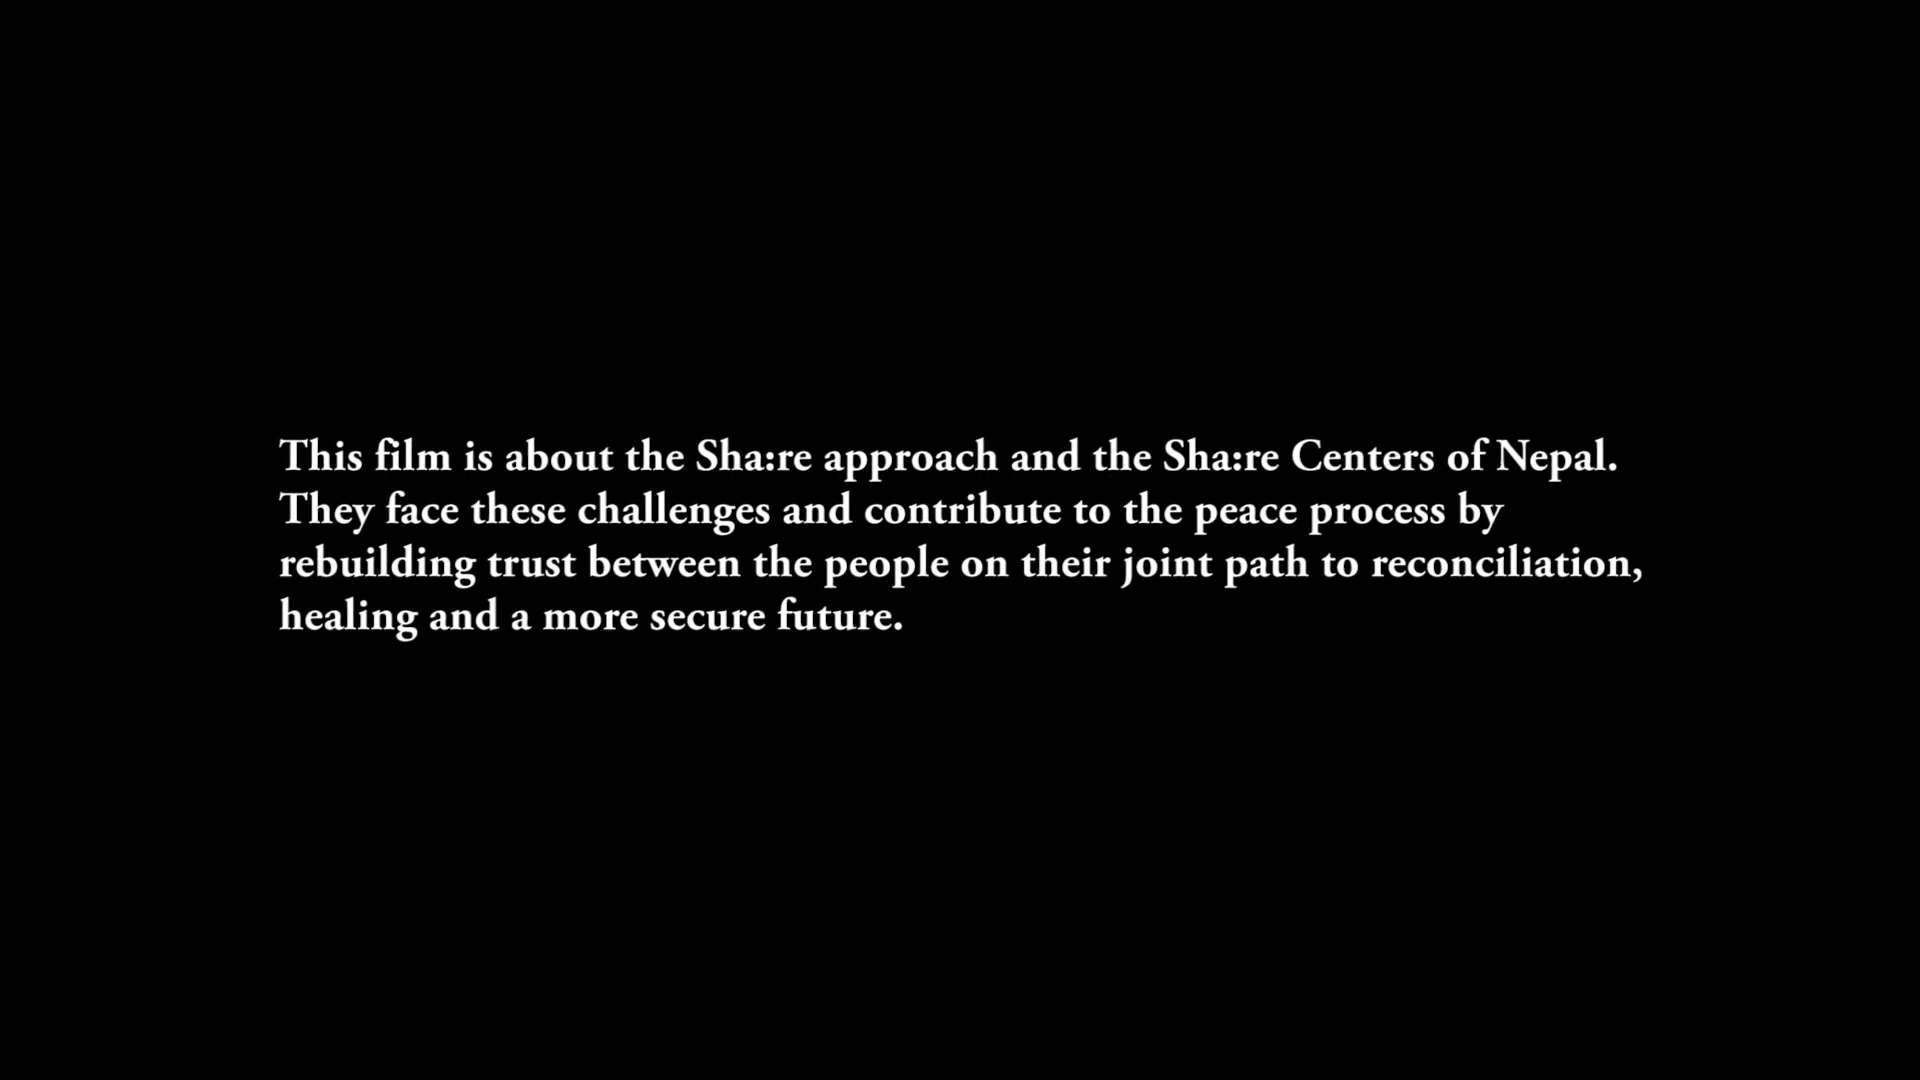 This film is about the Sha:re approach and the Sha:re Centers of Nepal.
They face these challenges and contribute to the peace process by
rebuilding trust between the people on their joint path to reconciliation,
healing and a more secure future.